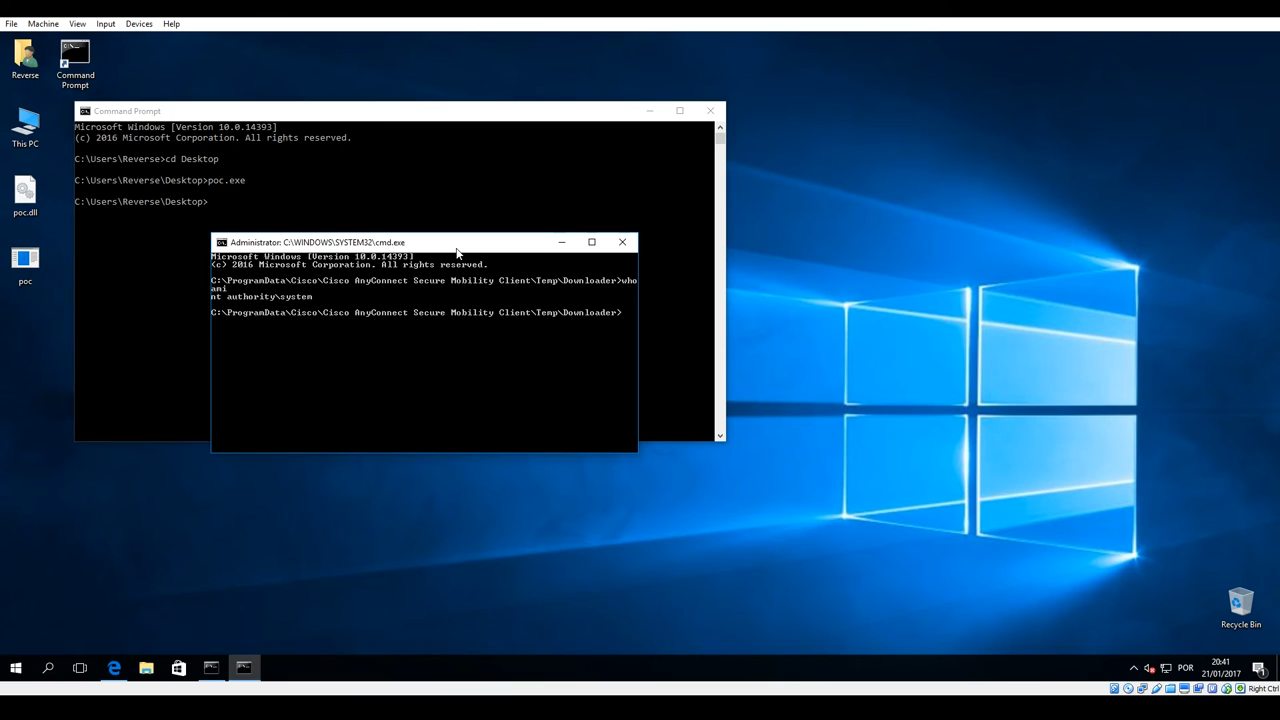 File Machine View Input Devices Help
Reverse
Command
Prompt
This PC
poc.dll
poc
Command Prompt
Microsoft Windows [Version 10.0.14393]
(c) 2016 Microsoft Corporation. All rights reserved.
C:\Users\Reverse>cd Desktop
C:\Users\Reverse\Desktop>poc.exe
C:\Users\Reverse\Desktop>
Administrator: C:\WINDOWS\SYSTEM32\cmd.exe
Microsoft Windows [Version 10.0.14393]
(c) 2016 Microsoft Corporation. All rights reserved.
C:\ProgramData\Cisco\Cisco AnyConnect Secure Mobility Client\Temp\Downloader>who
ami
nt authority\system
C:\ProgramData\Cisco\Cisco AnyConnect Secure Mobility Client\Temp\Downloader>
Recycle Bin
POR
20:41
21/01/2017
1
Right Ctrl